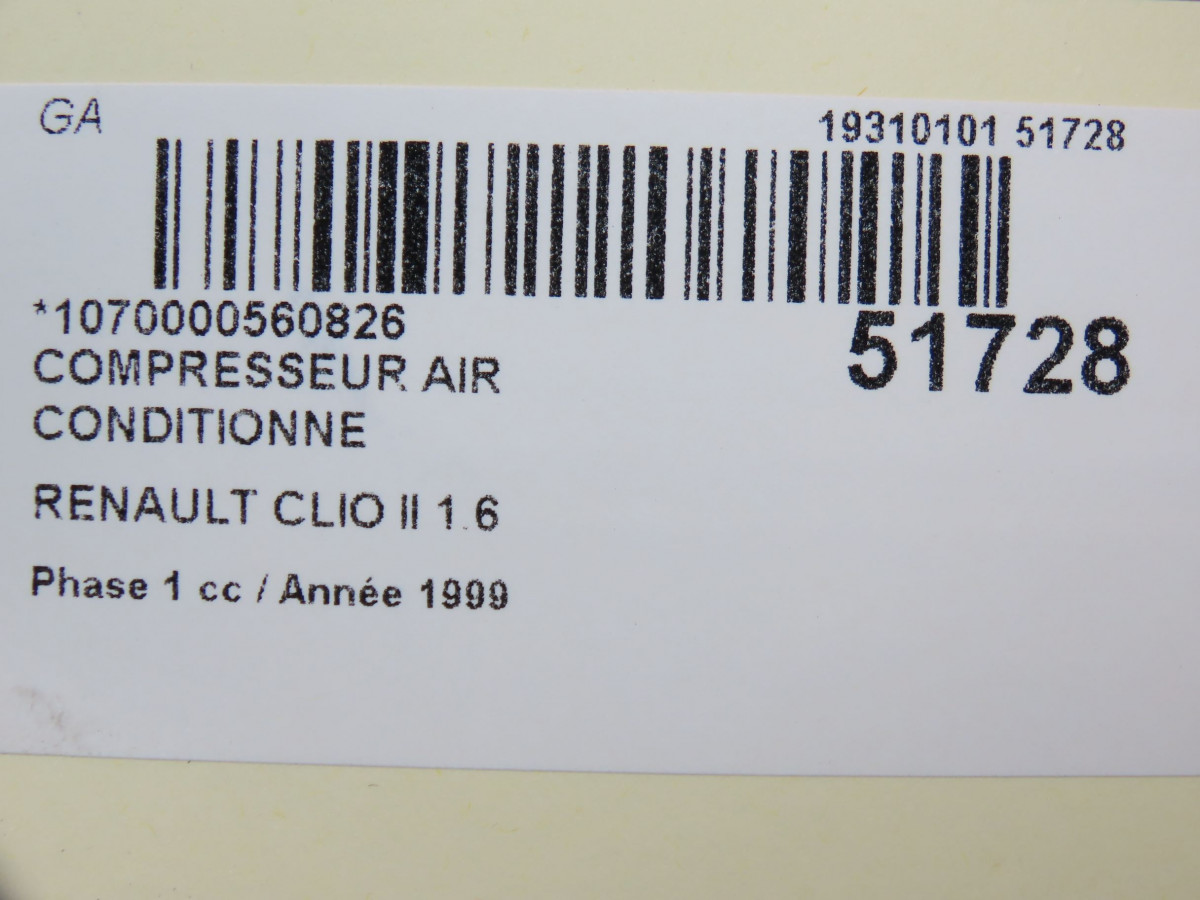 GA
19310101 51728
*1070000560826
51728
COMPRESSEUR AIR
CONDITIONNE
RENAULT CLIO II 1.6
Phase 1 cc / Année 1999